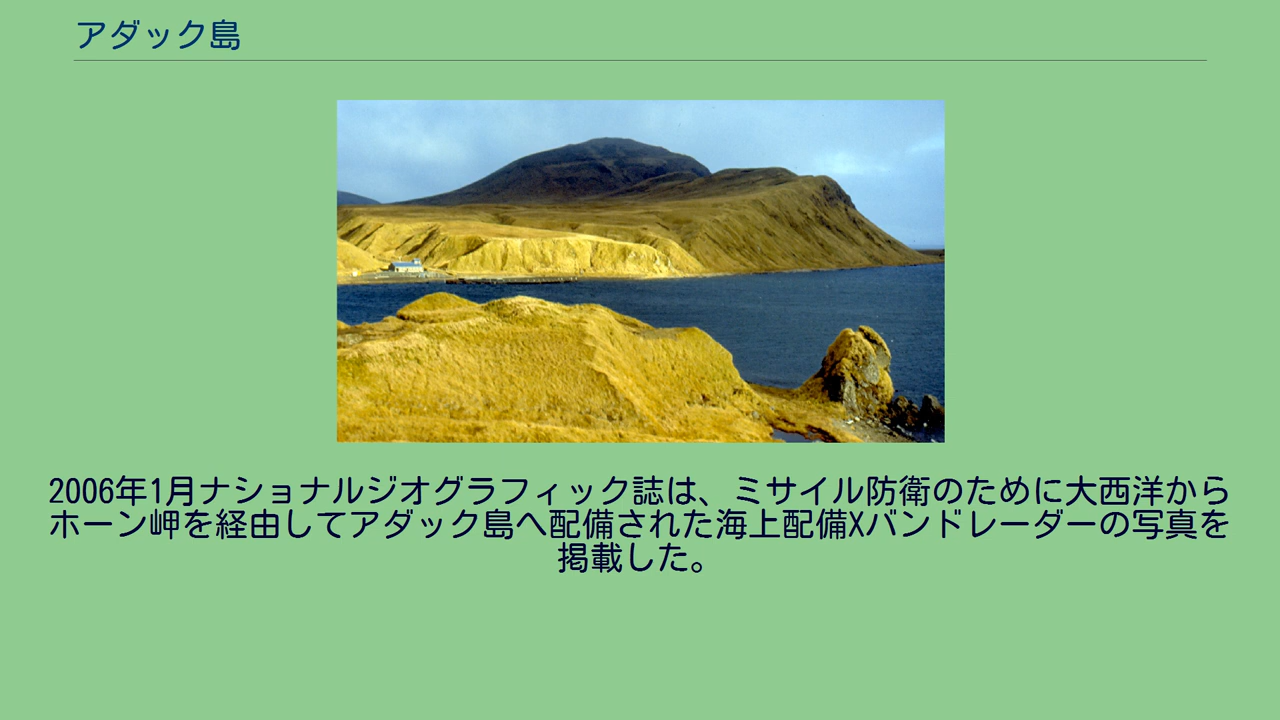 アダック島
2006年1月ナショナルジオグラフィック誌は、ミサイル防衛のために大西洋から
ホーン岬を経由してアダック島へ配備された海上配備Xバンドレーダーの写真を
掲載した。